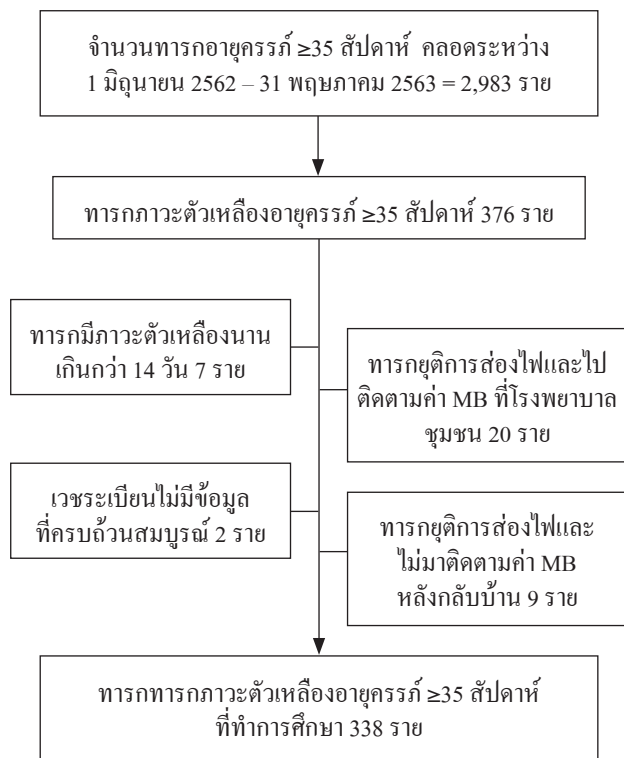 จำนวนทารกอายุครรภ์ ≥35 สัปดาห์ คลอดระหว่าง
1 มิถุนายน 2562 – 31 พฤษภาคม 2563 = 2,983 ราย
ทารกภาวะตัวเหลืองอายุครรภ์ ≥35 สัปดาห์ 376 ราย
ทารกมีภาวะตัวเหลืองนาน
เกินกว่า 14 วัน 7 ราย
ทารกยุติการส่องไฟและไป
ติดตามค่า MB ที่โรงพยาบาล
ชุมชน 20 ราย
เวชระเบียนไม่มีข้อมูล
ที่ครบถ้วนสมบูรณ์ 2 ราย
ทารกยุติการส่องไฟและ
ไม่มาติดตามค่า MB
หลังกลับบ้าน 9 ราย
ทารกทารกภาวะตัวเหลืองอายุครรภ์ ≥35 สัปดาห์
ที่ทำการศึกษา 338 ราย